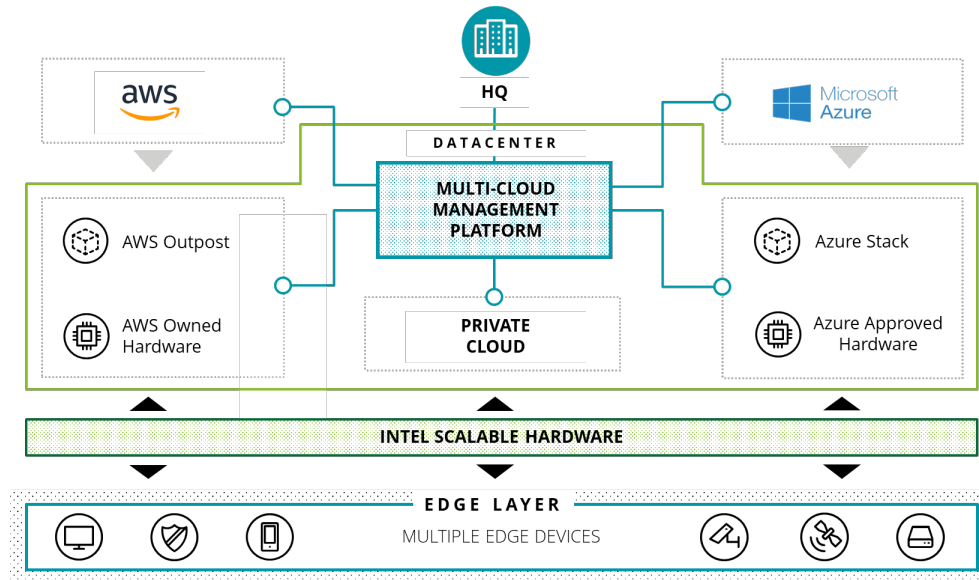 HQ
aws
Microsoft
Azure
DATACENTER
MULTI-CLOUD
MANAGEMENT
PLATFORM
AWS Outpost
AWS Owned
Hardware
PRIVATE
CLOUD
Azure Stack
Azure Approved
Hardware
INTEL SCALABLE HARDWARE
EDGE LAYER
MULTIPLE EDGE DEVICES